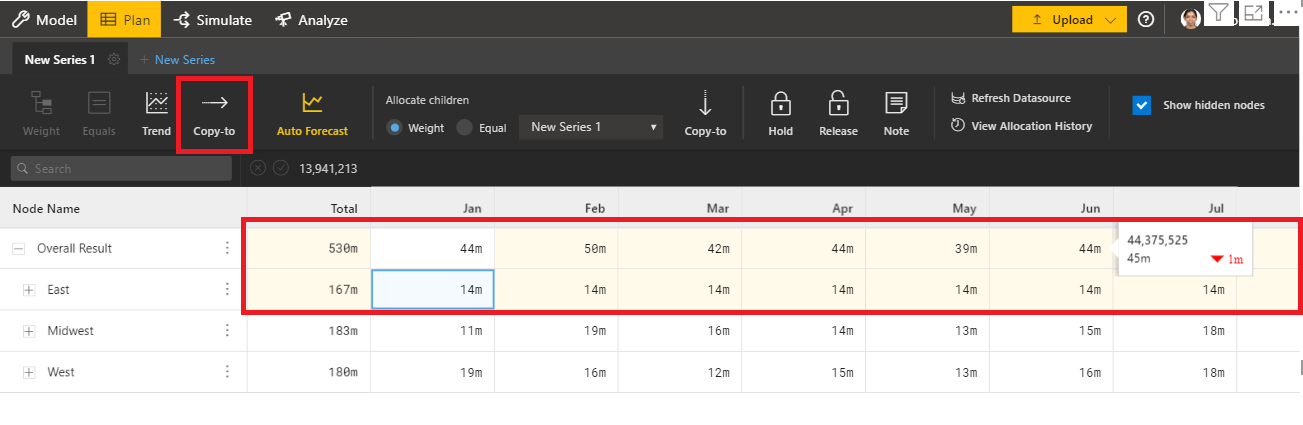 Model Plan Simulate Analyze Upload
New Series 1 + New Series
Weight Equals Trend Copy-to Auto Forecast
Allocate children
Weight Equal New Series 1
Copy-to Hold Release Note
Refresh Datasource
View Allocation History
Show hidden nodes
Search 13,941,213
Node Name Total Jan Feb Mar Apr May Jun Jul
Overall Result 530m 44m 50m 42m 44m 39m 44m
44,375,525
45m 1m
East 167m 14m 14m 14m 14m 14m 14m 14m
Midwest 183m 11m 19m 16m 14m 13m 15m 18m
West 180m 19m 16m 12m 15m 13m 16m 18m